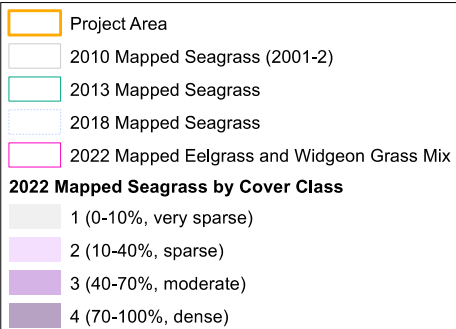 Project Area
2010 Mapped Seagrass (2001-2)
2013 Mapped Seagrass
2018 Mapped Seagrass
2022 Mapped Eelgrass and Widgeon Grass Mix
2022 Mapped Seagrass by Cover Class
1 (0-10%, very sparse)
2 (10-40%, sparse)
3 (40-70%, moderate)
4 (70-100%, dense)